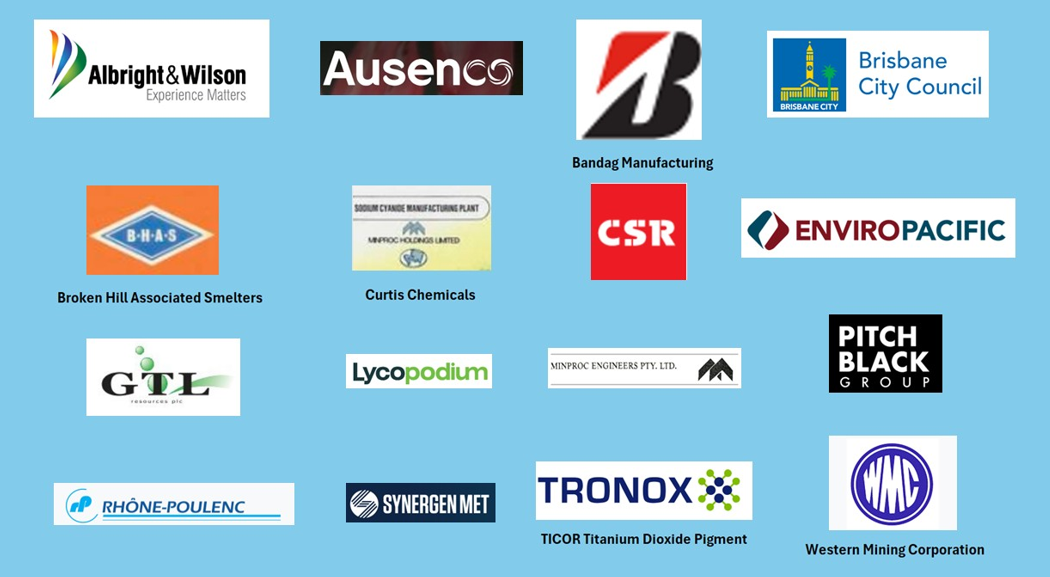 Albright&Wilson
Experience Matters
Ausenco
B
Bandag Manufacturing
BRISBANE CITY
Brisbane
City Council
B·H·A·S
Broken Hill Associated Smelters
SODIUM CYANIDE MANUFACTURING PLANT
MINPROC HOLDINGS LIMITED
Curtis Chemicals
CSR
ENVIROPACIFIC
GTL
resources plc
Lycopodium
MINPROC ENGINEERS PTY. LTD.
PITCH
BLACK
GROUP
RHÔNE-POULENC
SYNERGEN MET
TRONOX
TICOR Titanium Dioxide Pigment
WMC
Western Mining Corporation